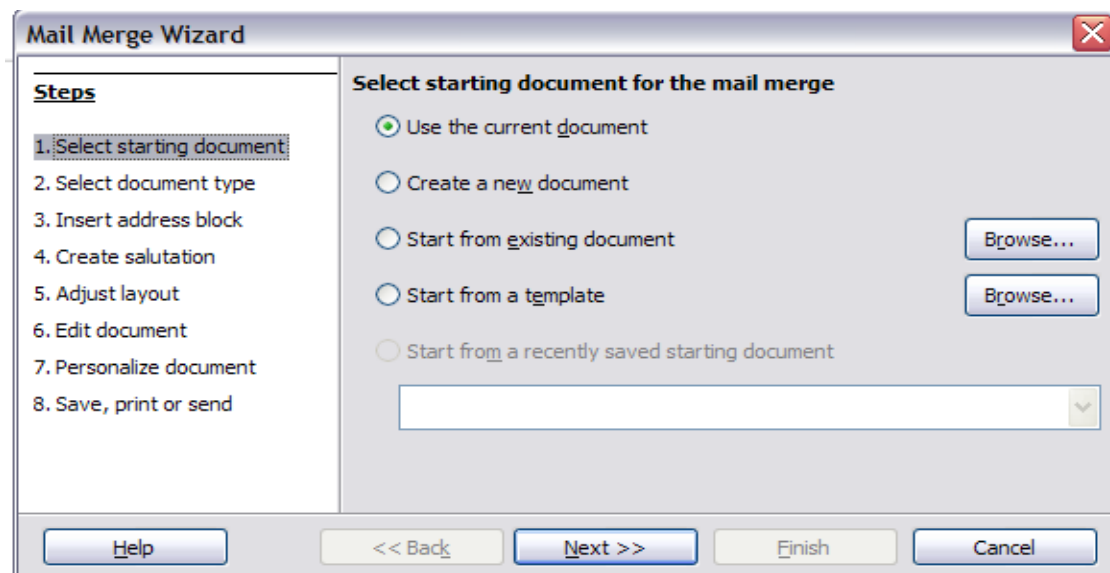 Mail Merge Wizard
Steps
1. Select starting document
2. Select document type
3. Insert address block
4. Create salutation
5. Adjust layout
6. Edit document
7. Personalize document
8. Save, print or send
Select starting document for the mail merge
Use the current document
Create a new document
Start from existing document
Browse...
Start from a template
Browse...
Start from a recently saved starting document
Help
<< Back
Next >>
Finish
Cancel